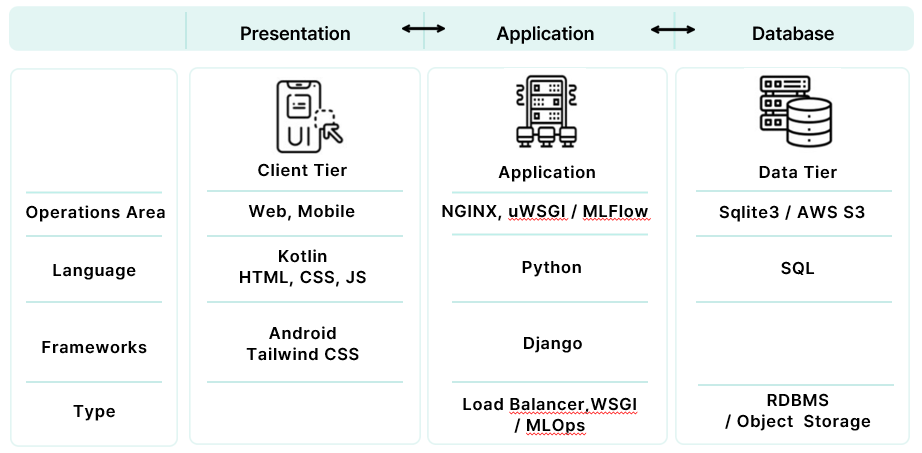 Presentation
Application
Database
UI
Client Tier
Application
Data Tier
Operations Area
Web, Mobile
NGINX, uWSGI / MLFlow
Sqlite3 / AWS S3
Language
Kotlin
HTML, CSS, JS
Python
SQL
Frameworks
Android
Tailwind CSS
Django
Type
Load Balancer,WSGI
/ MLOps
RDBMS
/ Object  Storage